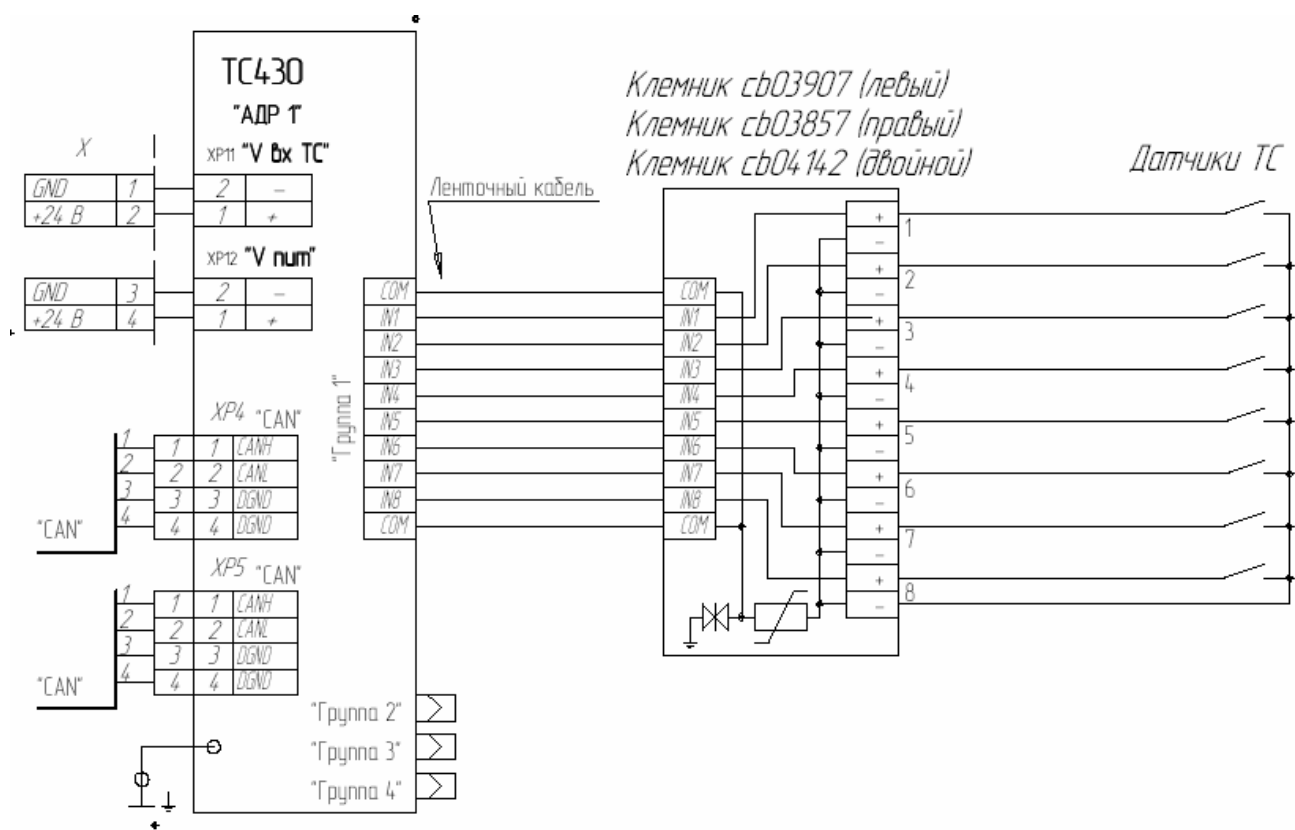 ТС430
"АДР 1"
X
XP11 "V вх ТС"
GND 1 2 –
+24 В 2 1 +
XP12 "V пит"
GND 3 2 –
+24 В 4 1 +
Ленточный кабель
Клемник cb03907 (левый)
Клемник cb03857 (правый)
Клемник cb04142 (двойной)
Датчики ТС
"Группа 1"
COM
IN1
IN2
IN3
IN4
IN5
IN6
IN7
IN8
COM
COM
IN1
IN2
IN3
IN4
IN5
IN6
IN7
IN8
COM
+ 1
–
+ 2
–
+ 3
–
+ 4
–
+ 5
–
+ 6
–
+ 7
–
+ 8
–
XP4 "CAN"
1 1 1 CANH
2 2 2 CANL
3 3 3 DGND
4 4 4 DGND
"CAN"
XP5 "CAN"
1 1 1 CANH
2 2 2 CANL
3 3 3 DGND
4 4 4 DGND
"CAN"
"Группа 2"
"Группа 3"
"Группа 4"